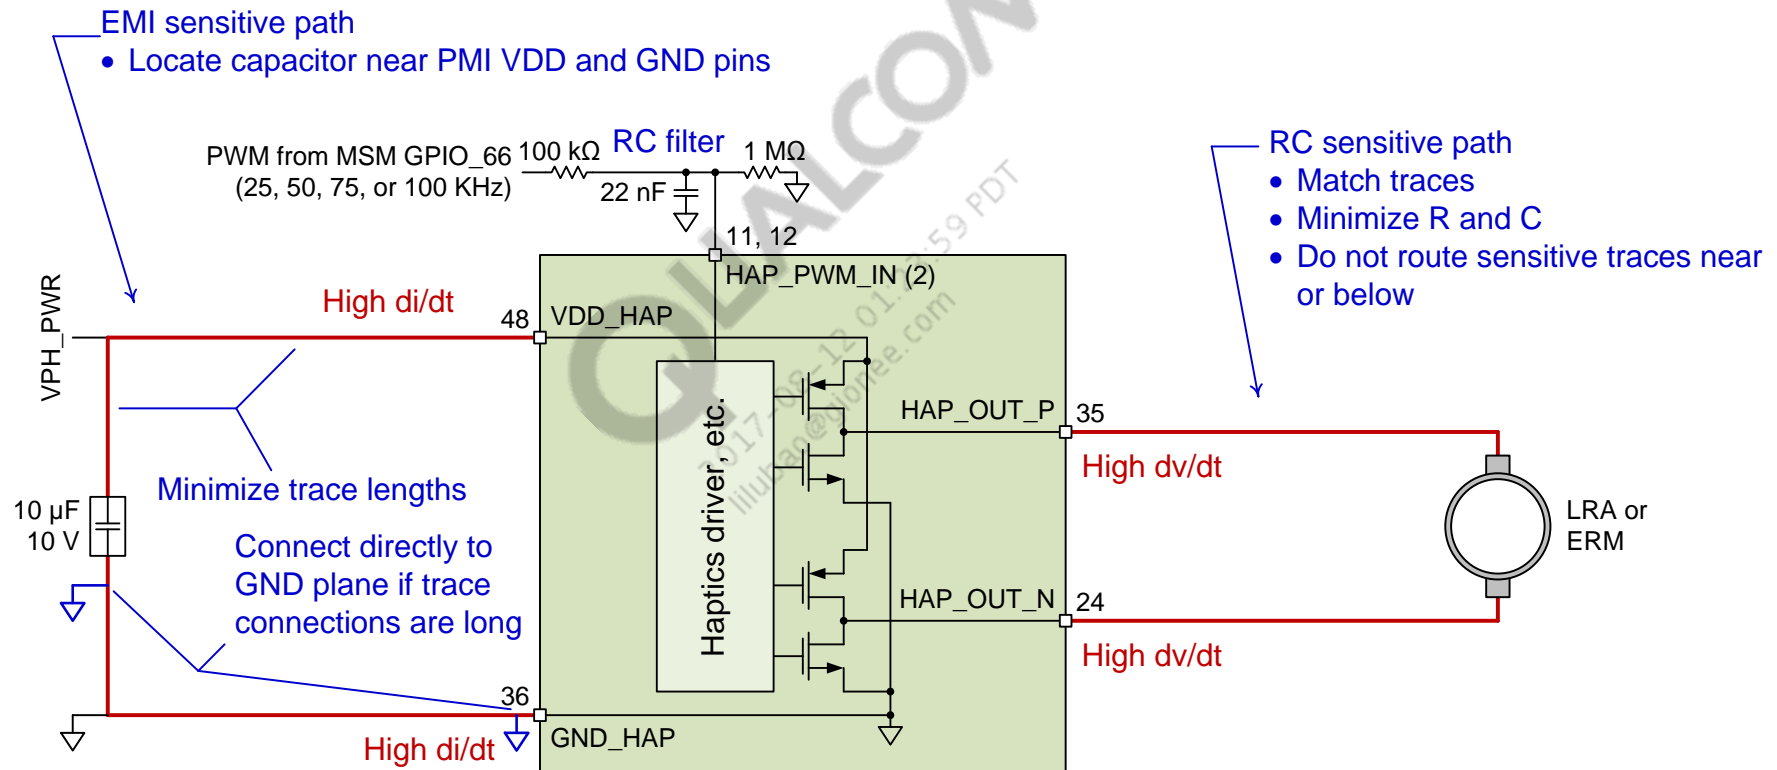 EMI sensitive path
• Locate capacitor near PMI VDD and GND pins
PWM from MSM GPIO_66
(25, 50, 75, or 100 KHz)
100 kΩ
RC filter
1 MΩ
22 nF
RC sensitive path
• Match traces
• Minimize R and C
• Do not route sensitive traces near
or below
11, 12
HAP_PWM_IN (2)
VPH_PWR
High di/dt
48
VDD_HAP
Haptics driver, etc.
HAP_OUT_P
35
High dv/dt
Minimize trace lengths
10 µF
10 V
Connect directly to
GND plane if trace
connections are long
LRA or
ERM
HAP_OUT_N
24
High dv/dt
36
GND_HAP
High di/dt
QUALCOM
PDT